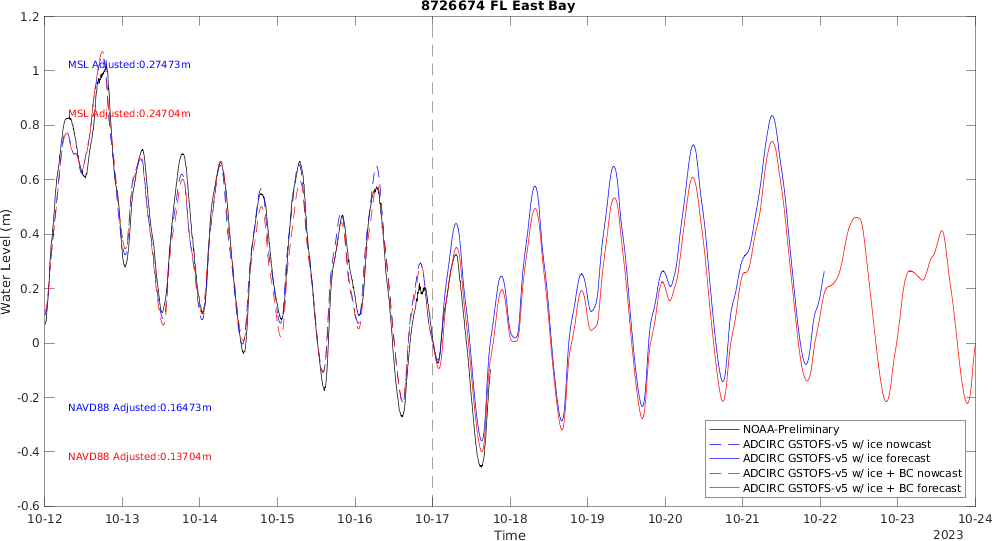 8726674 FL East Bay
1.2
1
0.8
0.6
0.4
0.2
0
-0.2
-0.4
-0.6
Water Level (m)
MSL Adjusted:0.27473m
MSL Adjusted:0.24704m
NAVD88 Adjusted:0.16473m
NAVD88 Adjusted:0.13704m
NOAA-Preliminary
ADCIRC GSTOFS-v5 w/ ice nowcast
ADCIRC GSTOFS-v5 w/ ice forecast
ADCIRC GSTOFS-v5 w/ ice + BC nowcast
ADCIRC GSTOFS-v5 w/ ice + BC forecast
10-12 10-13 10-14 10-15 10-16 10-17 10-18 10-19 10-20 10-21 10-22 10-23 10-24
Time
2023